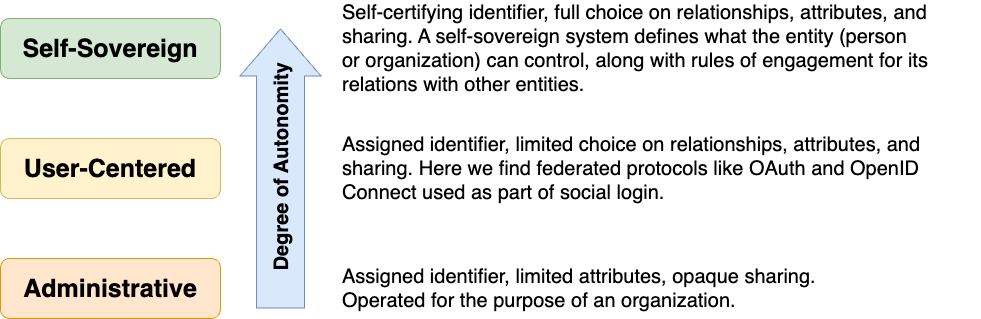 Self-Sovereign
Self-certifying identifier, full choice on relationships, attributes, and
sharing. A self-sovereign system defines what the entity (person
or organization) can control, along with rules of engagement for its
relations with other entities.
Degree of Autonomity
User-Centered
Assigned identifier, limited choice on relationships, attributes, and
sharing. Here we find federated protocols like OAuth and OpenID
Connect used as part of social login.
Administrative
Assigned identifier, limited attributes, opaque sharing.
Operated for the purpose of an organization.